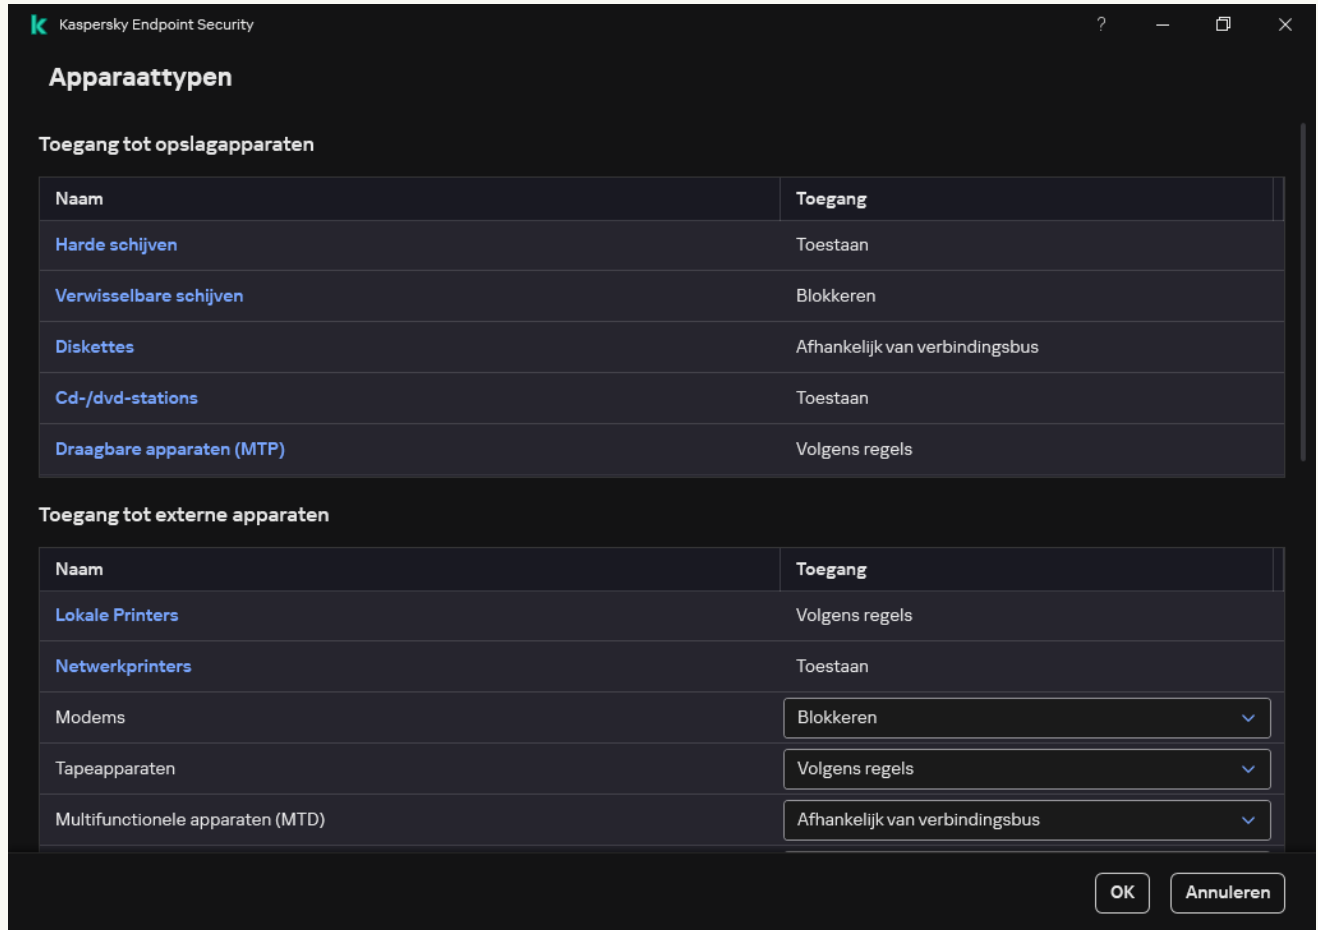 Kaspersky Endpoint Security
Apparaattypen
Toegang tot opslagapparaten
Naam Toegang
Harde schijven Toestaan
Verwisselbare schijven Blokkeren
Diskettes Afhankelijk van verbindingsbus
Cd-/dvd-stations Toestaan
Draagbare apparaten (MTP) Volgens regels
Toegang tot externe apparaten
Naam Toegang
Lokale Printers Volgens regels
Netwerkprinters Toestaan
Modems Blokkeren
Tapeapparaten Volgens regels
Multifunctionele apparaten (MTD) Afhankelijk van verbindingsbus
OK Annuleren